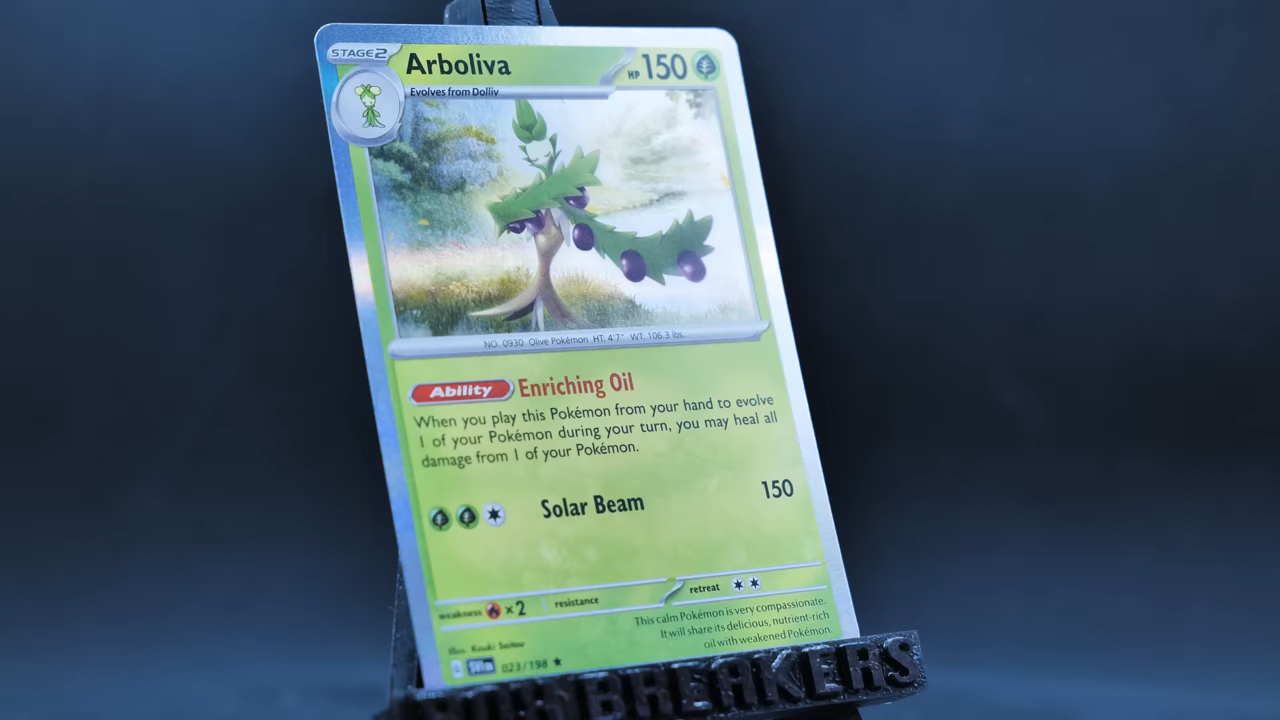 STAGE2
Arboliva
HP 150
Evolves from Dolliv
NO. 0930 Olive Pokémon HT. 4'7" WT. 106.3 lbs.
Ability Enriching Oil
When you play this Pokémon from your hand to evolve
1 of your Pokémon during your turn, you may heal all
damage from 1 of your Pokémon.
Solar Beam 150
weakness ×2 resistance retreat
This calm Pokémon is very compassionate.
It will share its delicious, nutrient-rich
oil with weakened Pokémon.
Illus. Kouki Saitou
SVI EN 023/198
BREAKERS